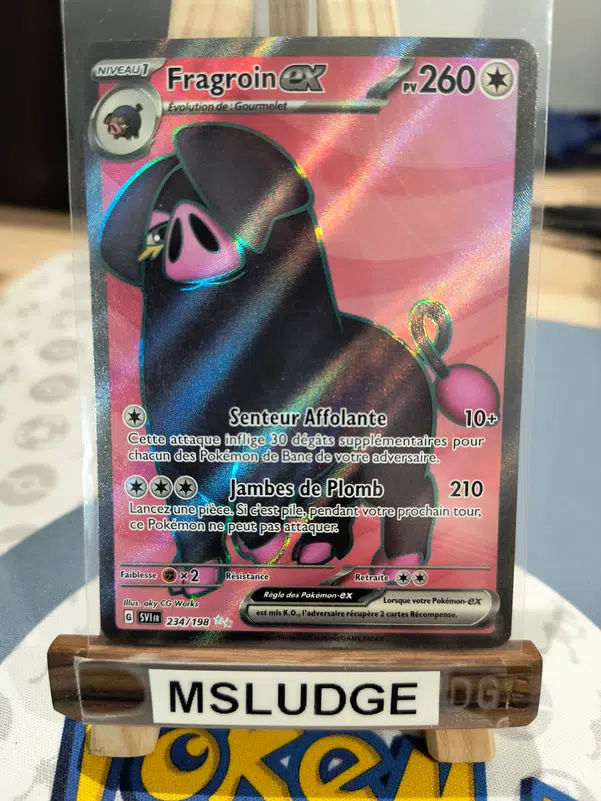 NIVEAU 1 Fragroin ex PV 260
Évolution de : Gourmelet
Senteur Affolante 10+
Cette attaque inflige 30 dégâts supplémentaires pour
chacun des Pokémon de Banc de votre adversaire.
Jambes de Plomb 210
Lancez une pièce. Si c'est pile, pendant votre prochain tour,
ce Pokémon ne peut pas attaquer.
Faiblesse ×2 Résistance Retraite
Règle des Pokémon-ex Lorsque votre Pokémon-ex
est mis K.O., l'adversaire récupère 2 cartes Récompense.
Illus. aky CG Works
G SVI FR 234/198
MSLUDGE
POKÉM